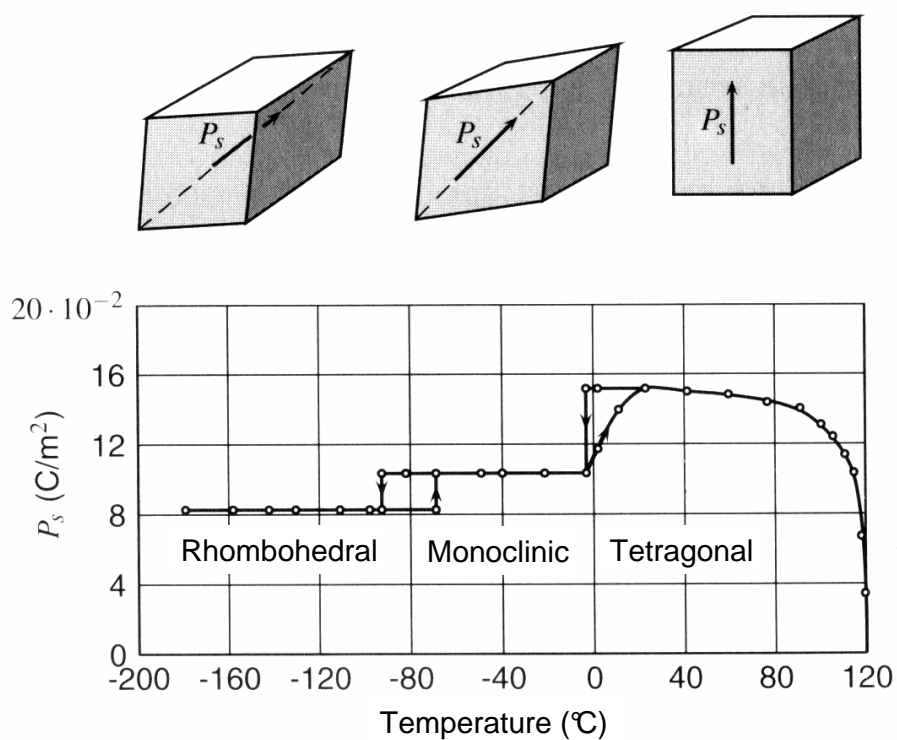 P_s
P_s
P_s
20 · 10⁻²
16
12
8
4
0
P_s (C/m²)
Rhombohedral Monoclinic Tetragonal
-200 -160 -120 -80 -40 0 40 80 120
Temperature (°C)